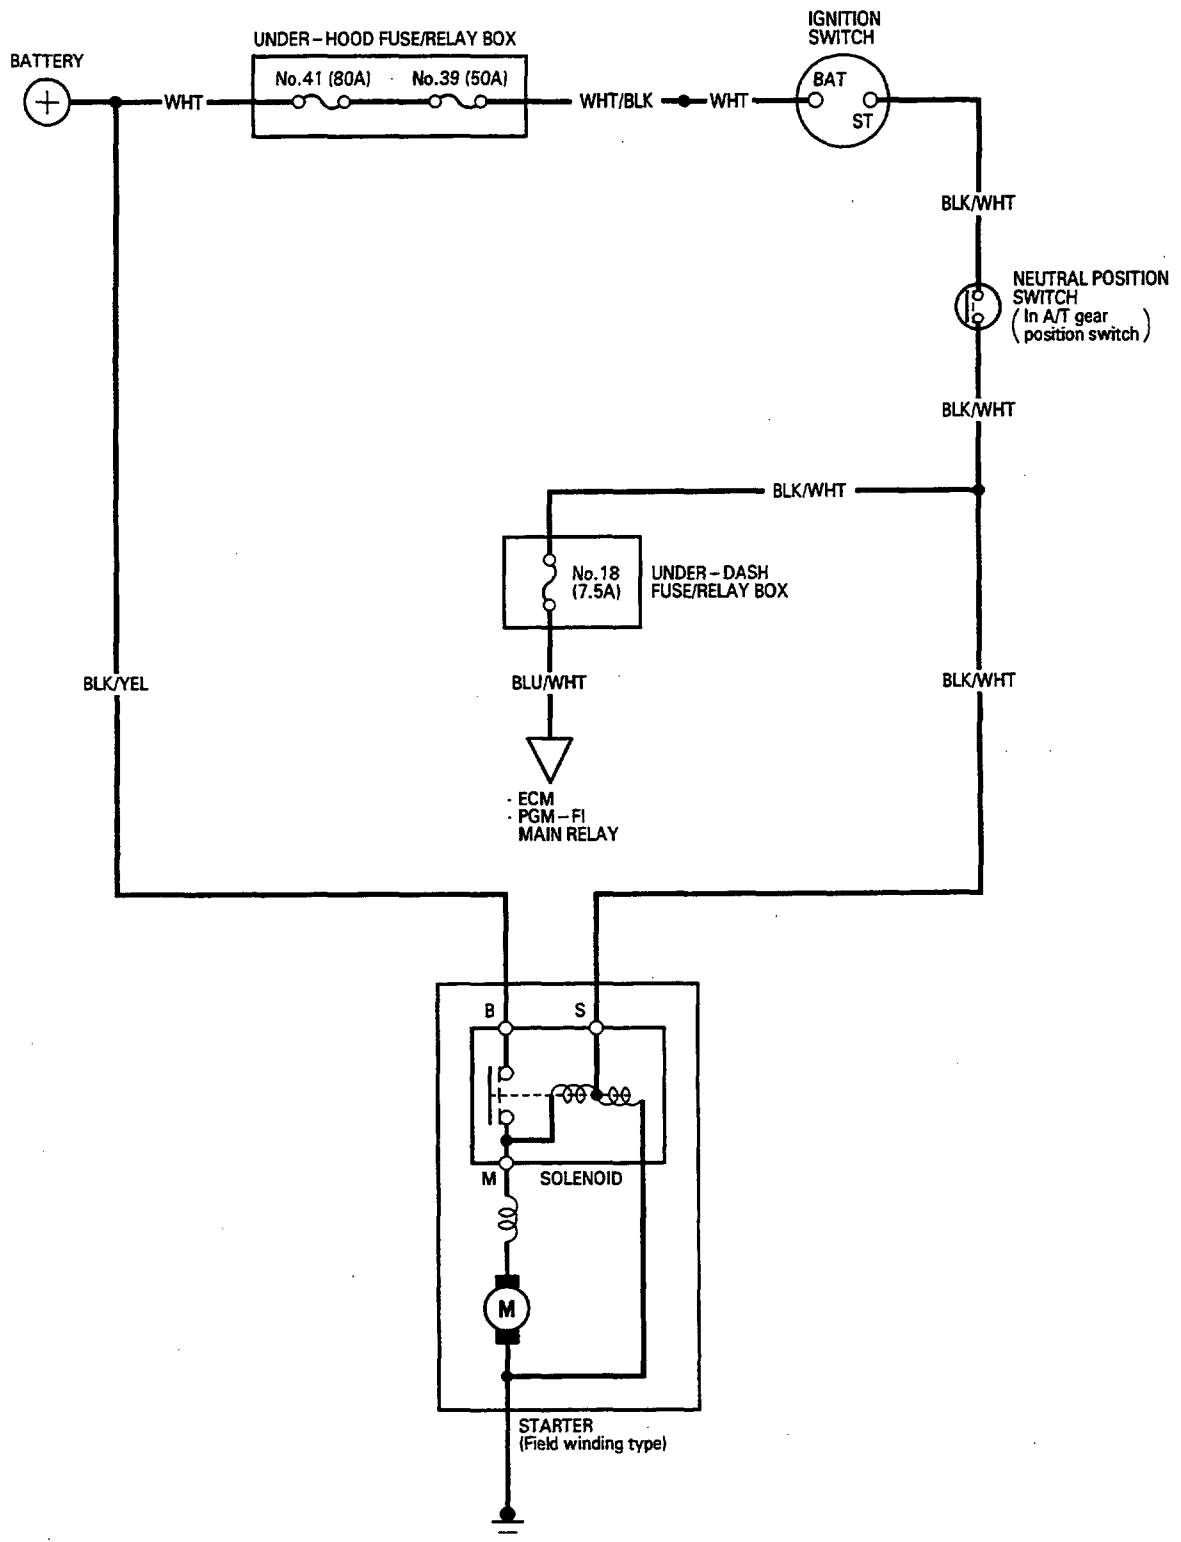 IGNITION
SWITCH
UNDER-HOOD FUSE/RELAY BOX
BATTERY
No.41 (80A)
No.39 (50A)
BAT
+
WHT
WHT/BLK
WHT
ST
BLK/WHT
NEUTRAL POSITION
SWITCH
(In A/T gear
position switch)
BLK/WHT
BLK/WHT
No.18
(7.5A)
UNDER-DASH
FUSE/RELAY BOX
BLK/YEL
BLU/WHT
BLK/WHT
· ECM
· PGM-FI
MAIN RELAY
B
S
M
SOLENOID
M
STARTER
(Field winding type)